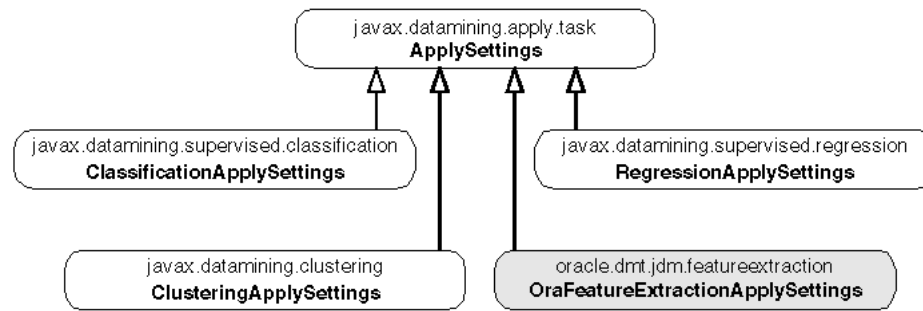 javax.datamining.apply.task
ApplySettings
javax.datamining.supervised.classification
ClassificationApplySettings
javax.datamining.supervised.regression
RegressionApplySettings
javax.datamining.clustering
ClusteringApplySettings
oracle.dmt.jdm.featureextraction
OraFeatureExtractionApplySettings